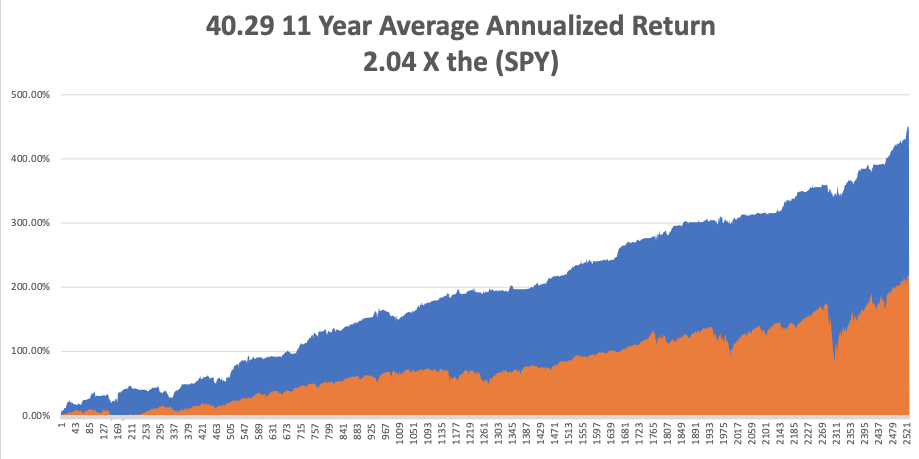 40.29 11 Year Average Annualized Return
2.04 X the (SPY)
500.00%
400.00%
300.00%
200.00%
100.00%
0.00%
1 43 85 127 169 211 253 295 337 379 421 463 505 547 589 631 673 715 757 799 841 883 925 967 1009 1051 1093 1135 1177 1219 1261 1303 1345 1387 1429 1471 1513 1555 1597 1639 1681 1723 1765 1807 1849 1891 1933 1975 2017 2059 2101 2143 2185 2227 2269 2311 2353 2395 2437 2479 2521